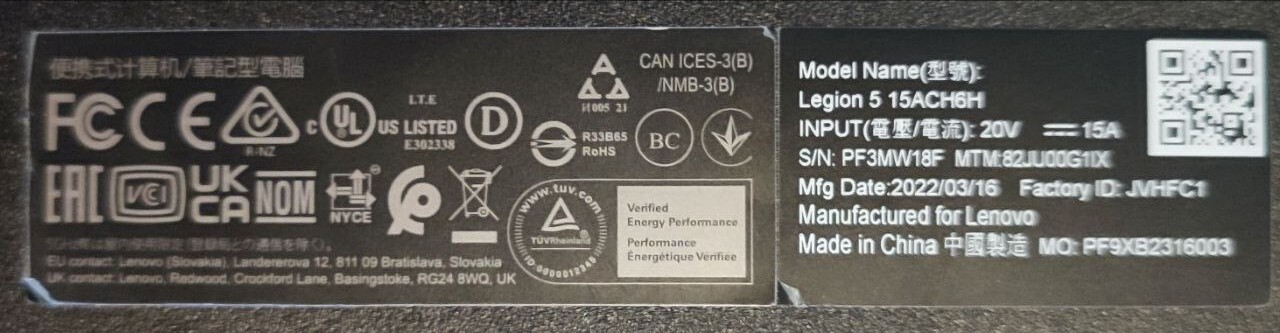 便携式计算机/筆記型電腦
FC CE
R-NZ
c UL US LISTED
I.T.E
E302338
D
N005 21
CAN ICES-3(B)
/NMB-3(B)
R33B65
RoHS
BC
EAC
VCI
UK
CA
NOM
NYCE
www.tuv.com
TÜVRheinland
Verified
Energy Performance
Performance
Énergétique Vérifiée
EU contact: Lenovo (Slovakia), Landererova 12, 811 09 Bratislava, Slovakia
UK contact: Lenovo, Redwood, Crockford Lane, Basingstoke, RG24 8WQ, UK
Model Name(型號):
Legion 5 15ACH6H
INPUT(電壓/電流): 20V ⎓ 15A
S/N: PF3MW18F MTM:82JU00G1IX
Mfg Date:2022/03/16 Factory ID: JVHFC1
Manufactured for Lenovo
Made in China 中國製造 MO: PF9XB2316003